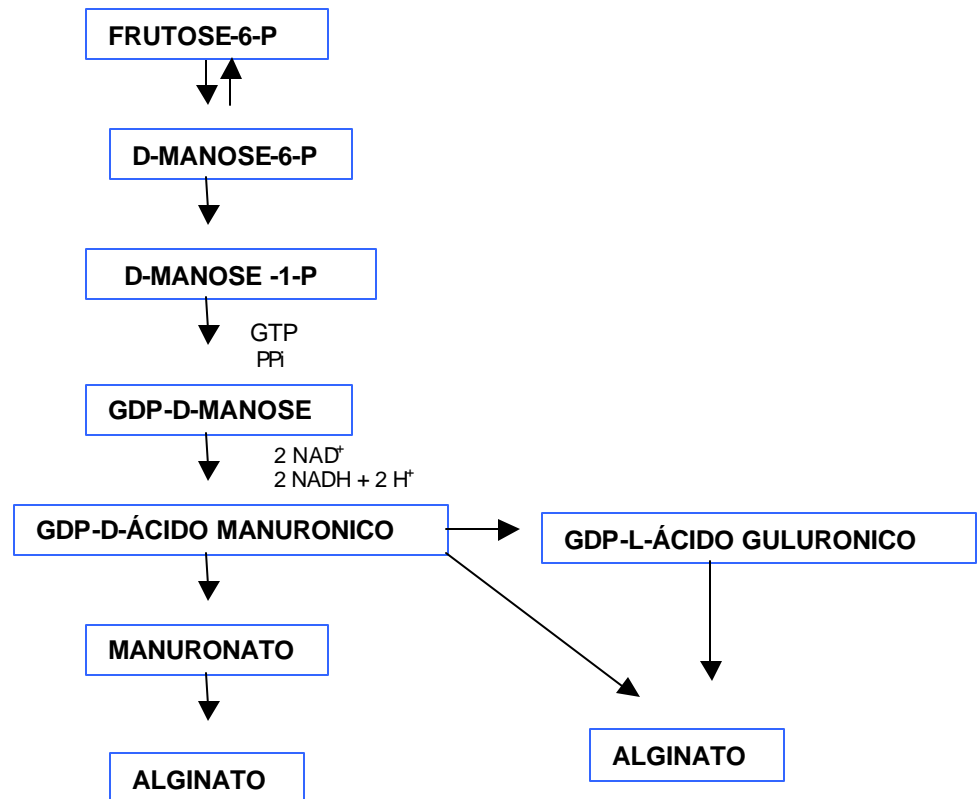 FRUTOSE-6-P
D-MANOSE-6-P
D-MANOSE -1-P
GTP
PPi
GDP-D-MANOSE
2 NAD⁺
2 NADH + 2 H⁺
GDP-D-ÁCIDO MANURONICO
GDP-L-ÁCIDO GULURONICO
MANURONATO
ALGINATO
ALGINATO